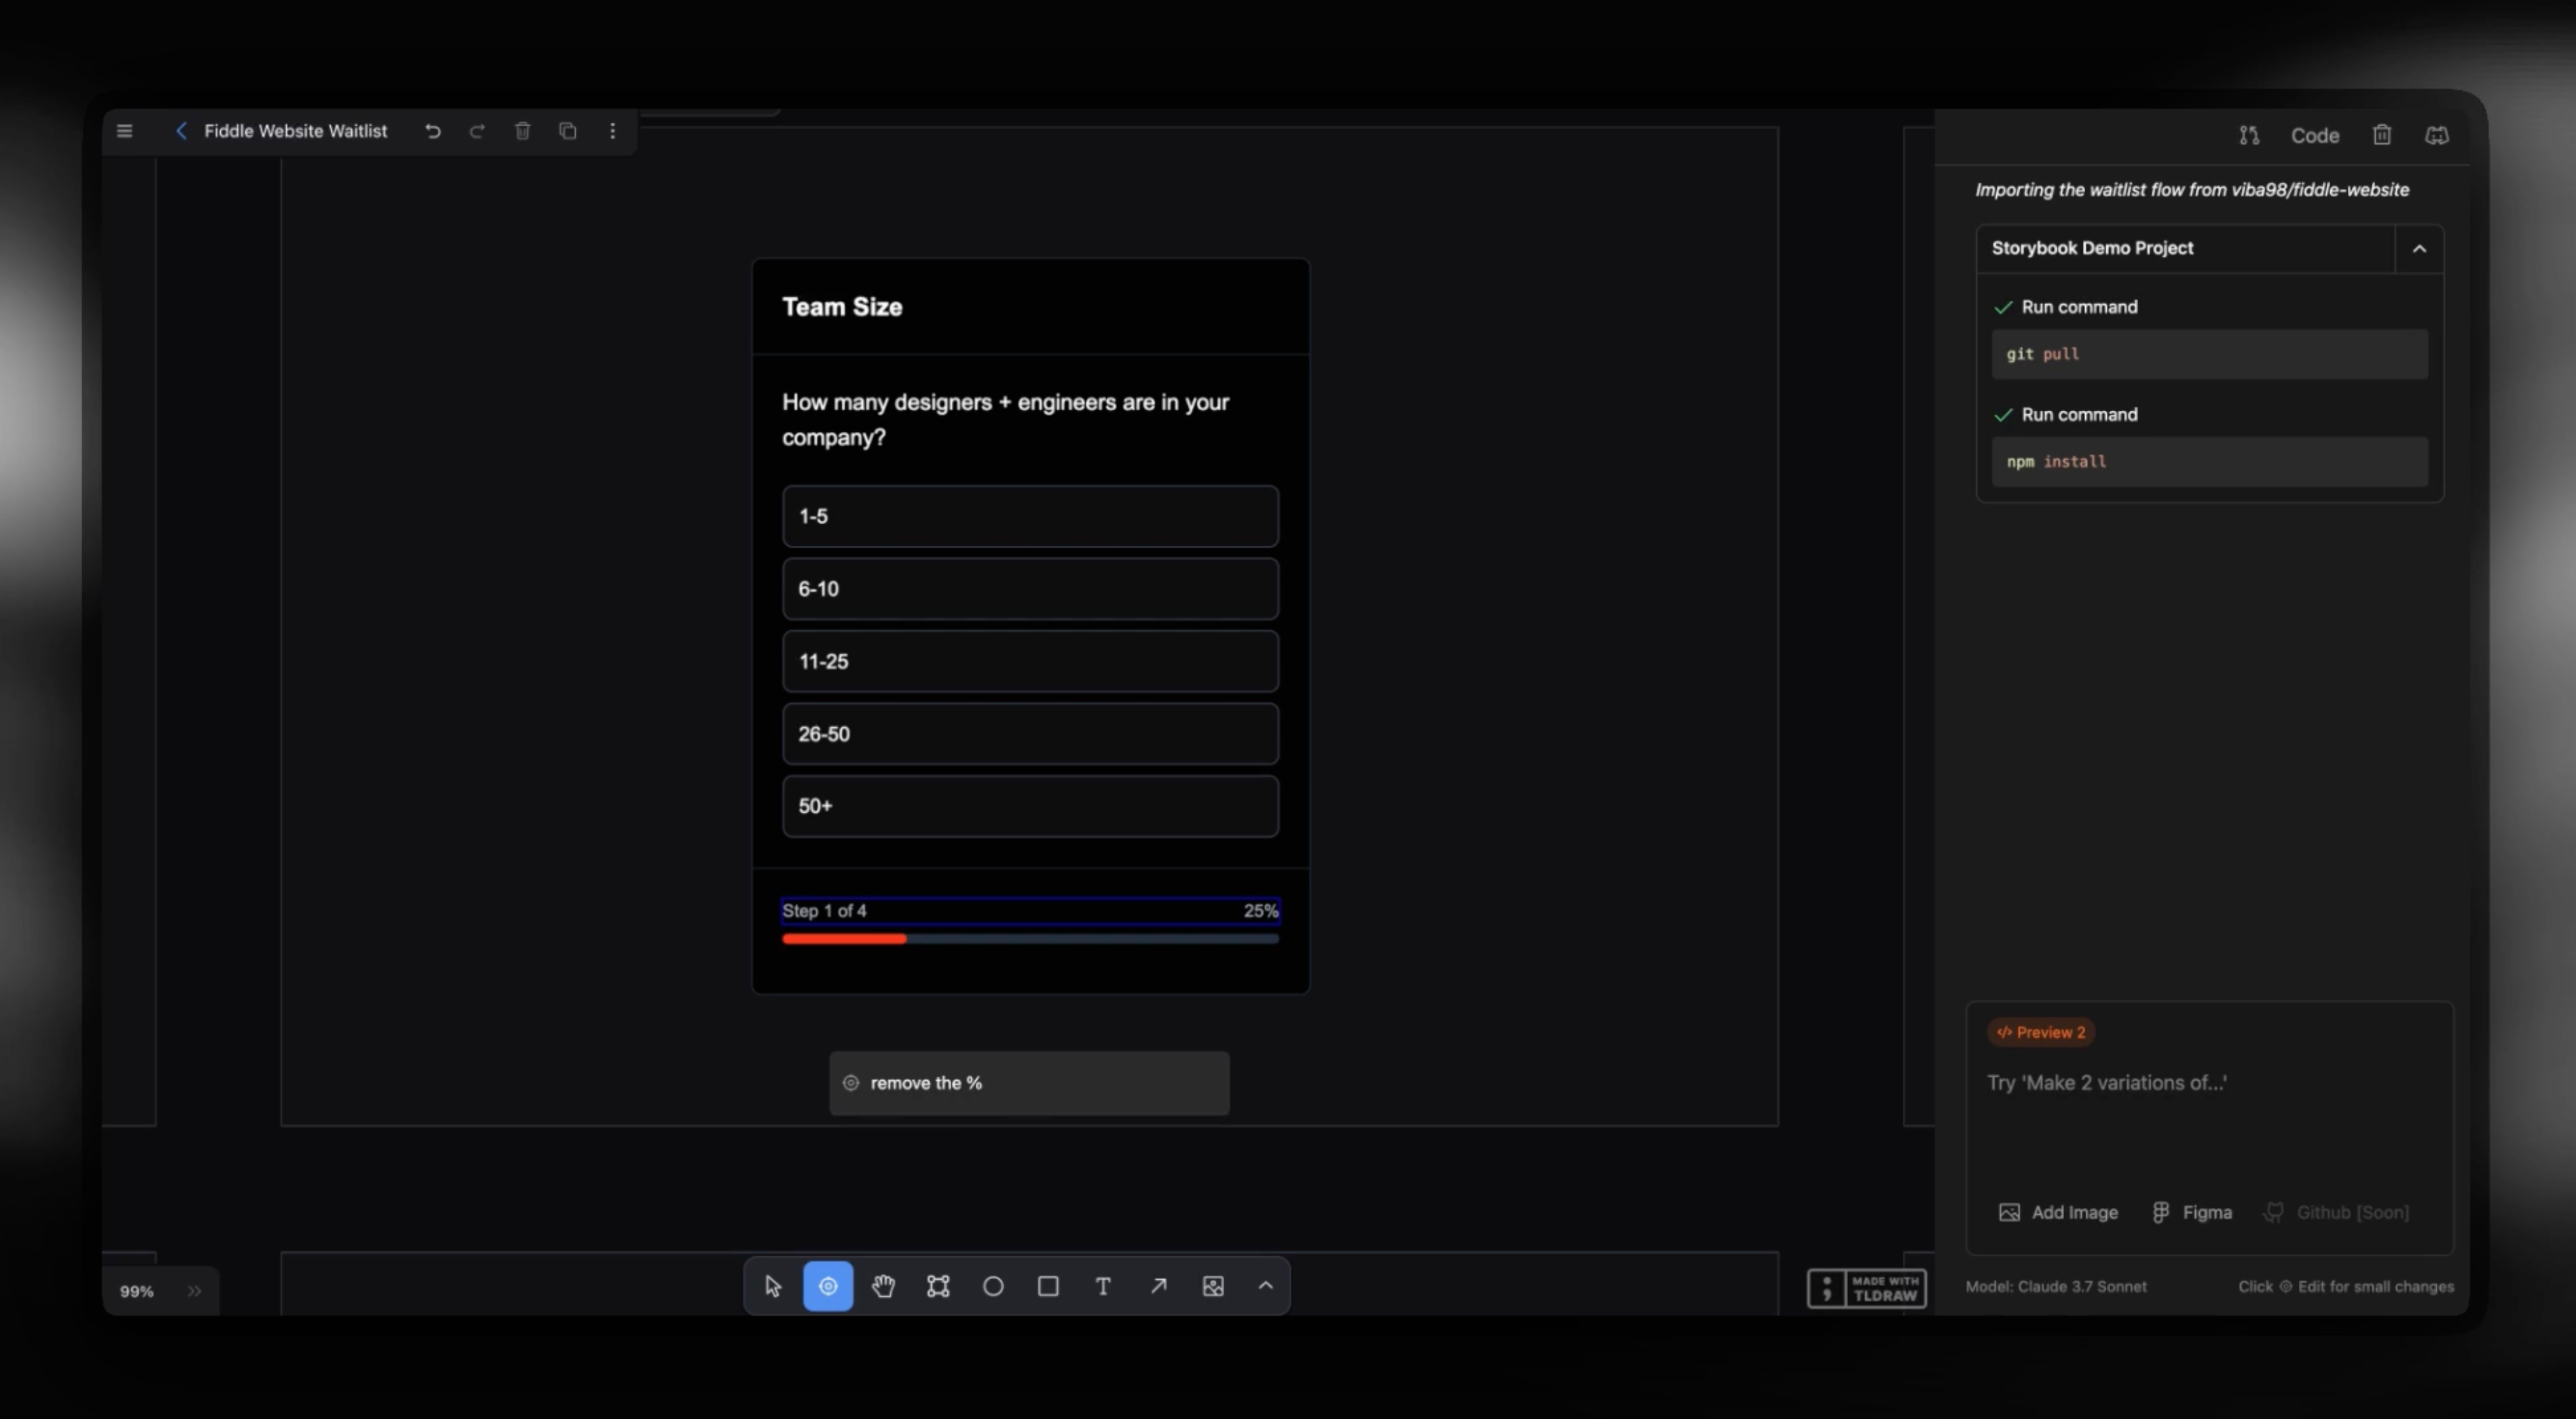 Fiddle Website Waitlist
Team Size
How many designers + engineers are in your
company?
1-5
6-10
11-25
26-50
50+
Step 1 of 4
25%
remove the %
99%
MADE WITH
TLDRAW
Code
Importing the waitlist flow from viba98/fiddle-website
Storybook Demo Project
Run command
git pull
Run command
npm install
</> Preview 2
Try 'Make 2 variations of...'
Add Image
Figma
Github [Soon]
Model: Claude 3.7 Sonnet
Click Edit for small changes